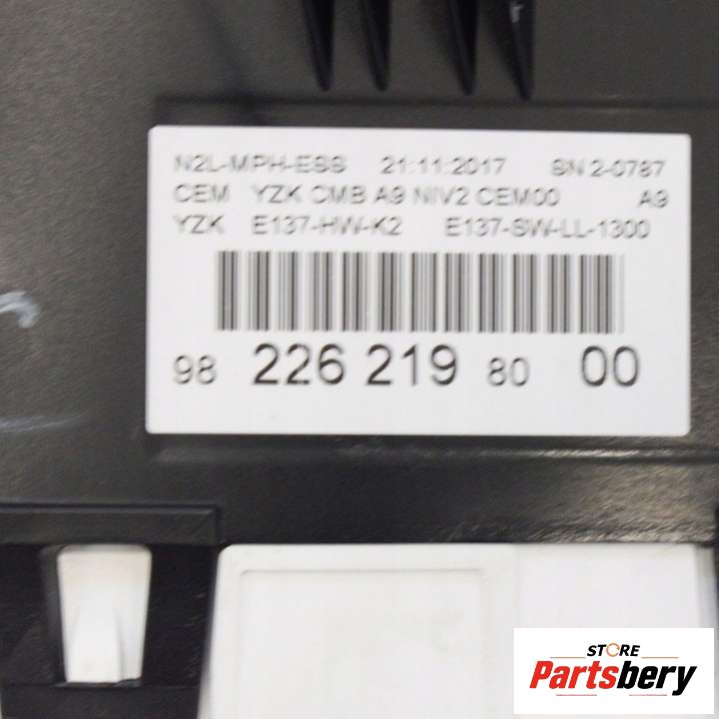 N2L-MPH-ESS 21:11:2017 SN 2-0787
CEM YZK CMB A9 NIV2 CEM00 A9
YZK E137-HW-K2 E137-SW-LL-1300
98 226 219 80 00
STORE
Partsbery